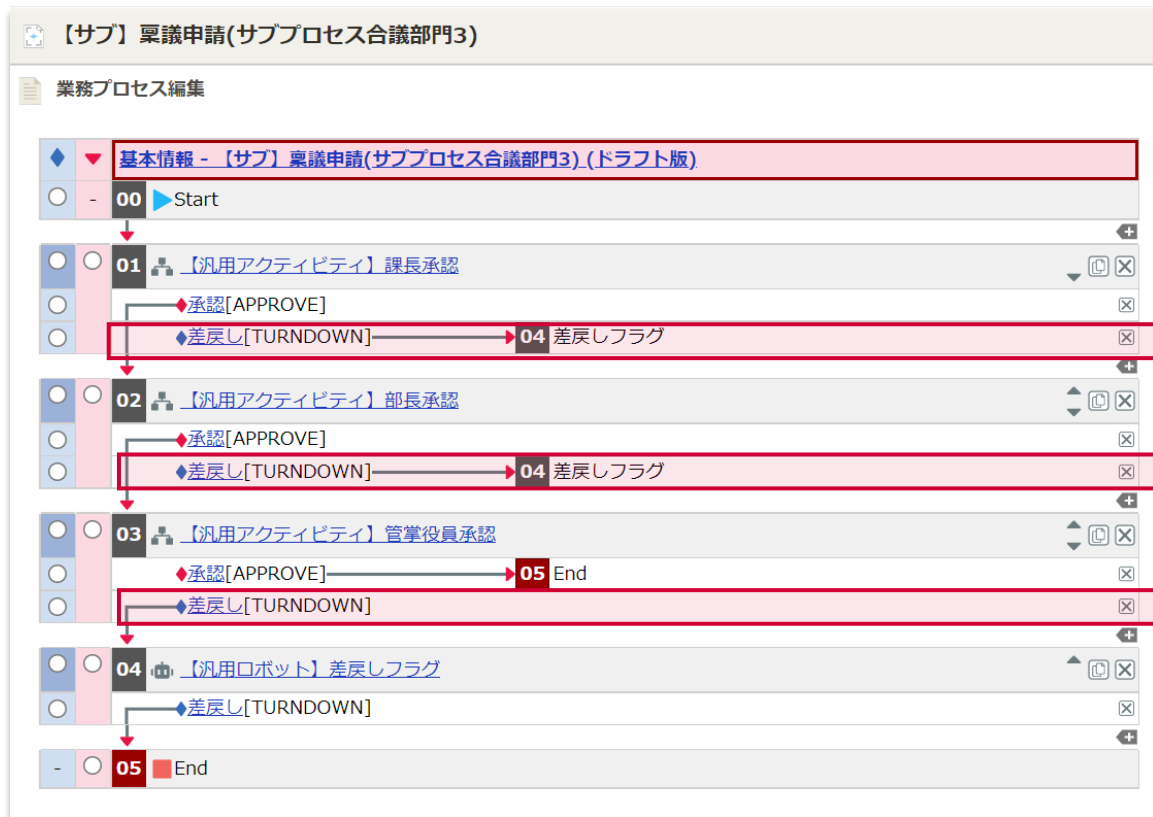 【サブ】稟議申請(サブプロセス合議部門3)
業務プロセス編集
基本情報 - 【サブ】稟議申請(サブプロセス合議部門3) (ドラフト版)
- 00 Start
01 【汎用アクティビティ】課長承認
承認[APPROVE]
差戻し[TURNDOWN] 04 差戻しフラグ
02 【汎用アクティビティ】部長承認
承認[APPROVE]
差戻し[TURNDOWN] 04 差戻しフラグ
03 【汎用アクティビティ】管掌役員承認
承認[APPROVE] 05 End
差戻し[TURNDOWN]
04 【汎用ロボット】差戻しフラグ
差戻し[TURNDOWN]
- 05 End